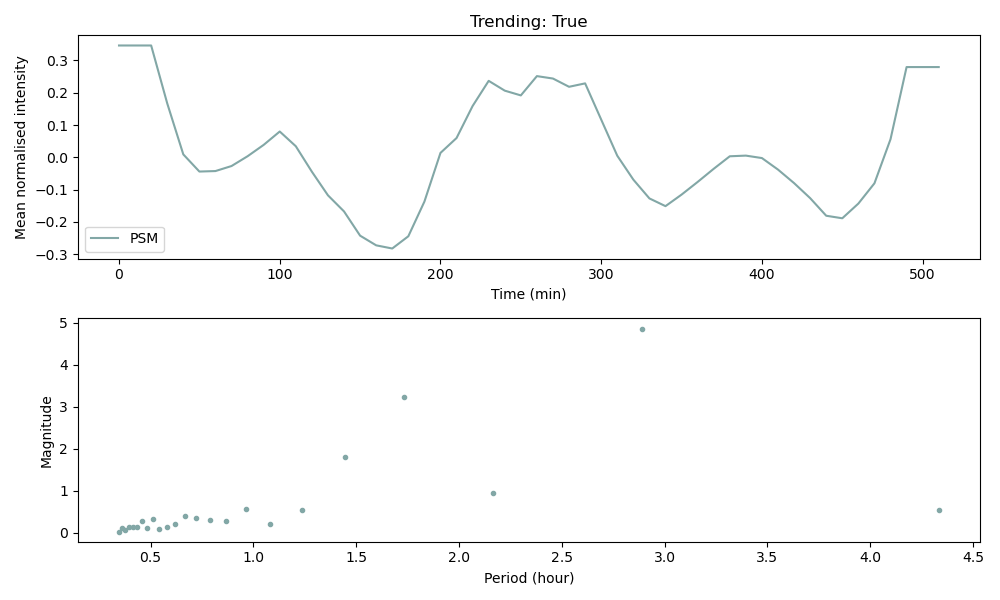 Trending: True
Mean normalised intensity
0.3
0.2
0.1
0.0
−0.1
−0.2
−0.3
PSM
0 100 200 300 400 500
Time (min)
Magnitude
5
4
3
2
1
0
0.5 1.0 1.5 2.0 2.5 3.0 3.5 4.0 4.5
Period (hour)